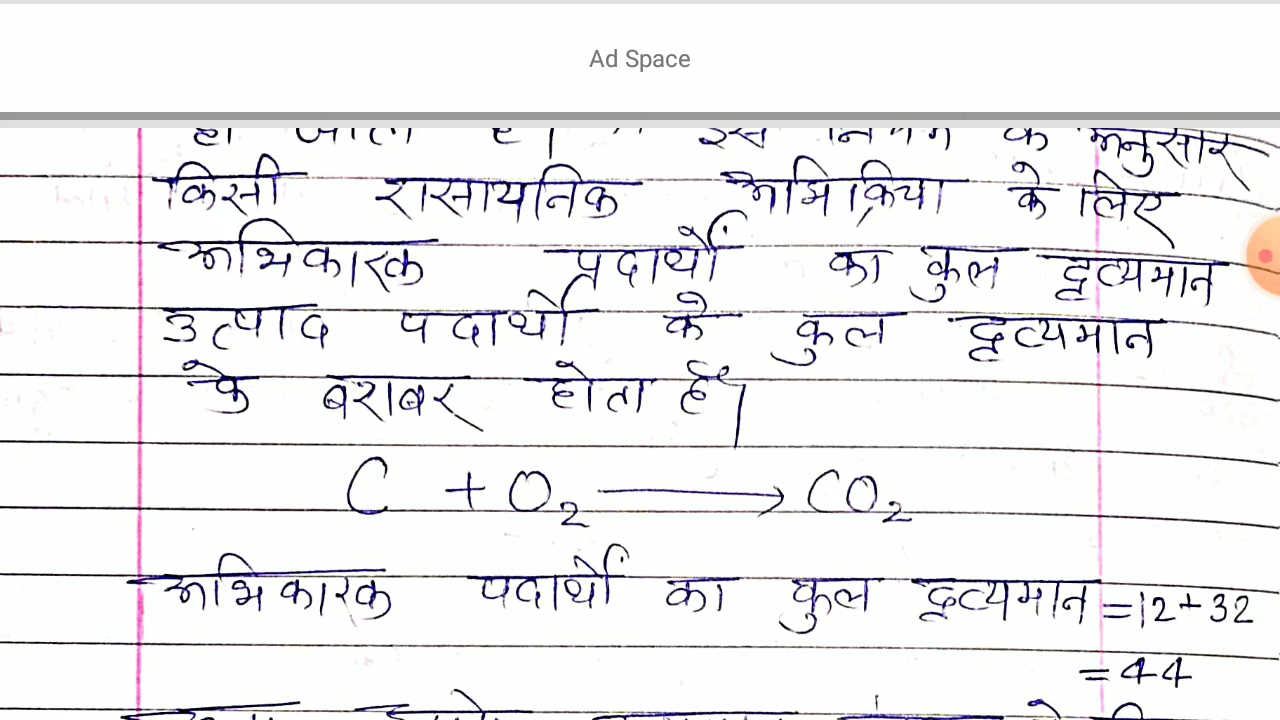 Ad Space
इस नियम के अनुसार
किसी रासायनिक अभिक्रिया के लिए
अभिकारक पदार्थों का कुल द्रव्यमान
उत्पाद पदार्थों के कुल द्रव्यमान
के बराबर होता है।
C + O₂ ⟶ CO₂
अभिकारक पदार्थों का कुल द्रव्यमान = 12 + 32
= 44